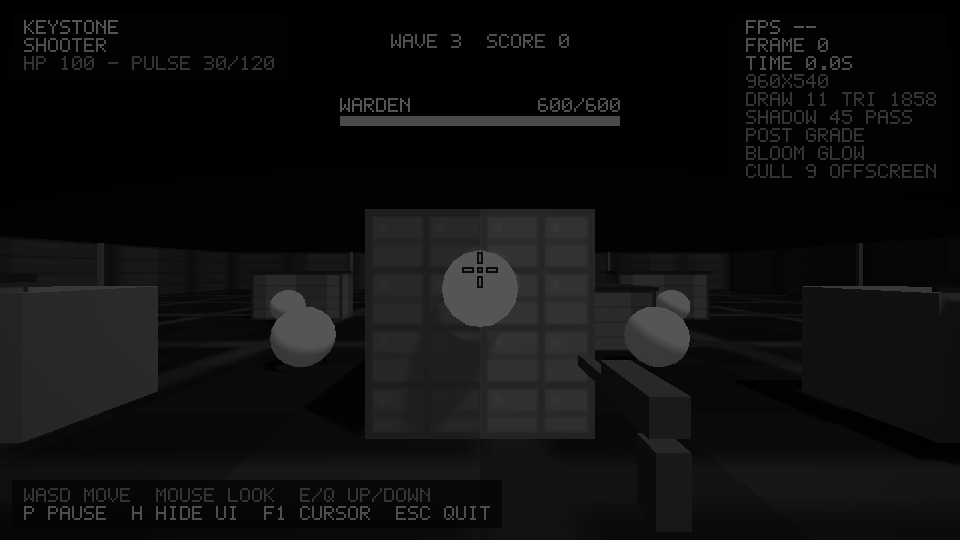 KEYSTONE
SHOOTER
HP 100 - PULSE 30/120
WAVE 3  SCORE 0
WARDEN 600/600
FPS --
FRAME 0
TIME 0.0S
960X540
DRAW 11 TRI 1858
SHADOW 45 PASS
POST GRADE
BLOOM GLOW
CULL 9 OFFSCREEN
WASD MOVE  MOUSE LOOK  E/Q UP/DOWN
P PAUSE  H HIDE UI  F1 CURSOR  ESC QUIT